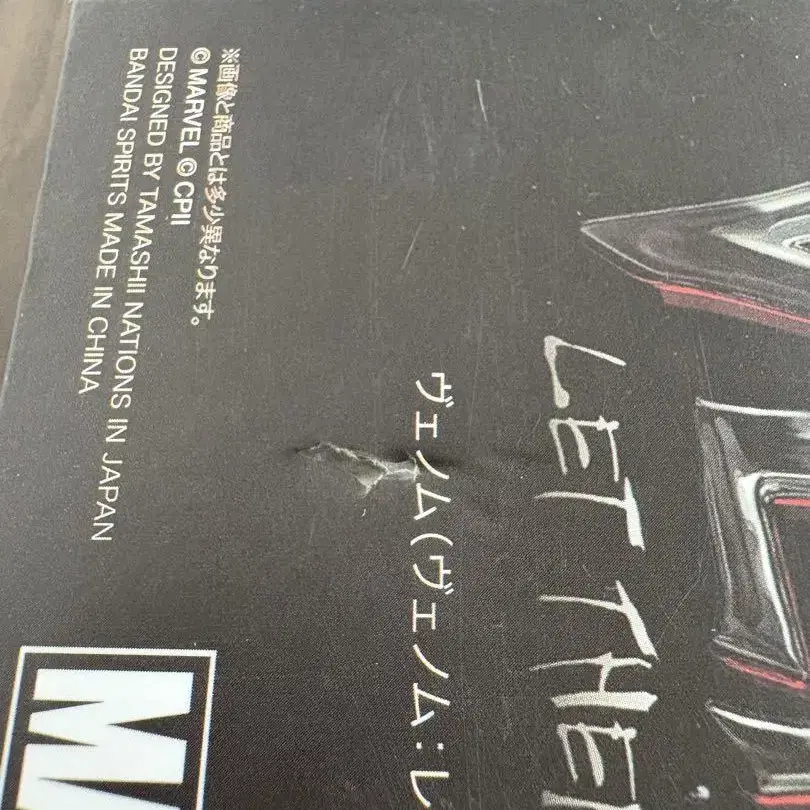 ※画像と商品とは多少異なります。
© MARVEL © CPII
DESIGNED BY TAMASHII NATIONS IN JAPAN
BANDAI SPIRITS MADE IN CHINA
ヴェノム(ヴェノム:レ
LET THE